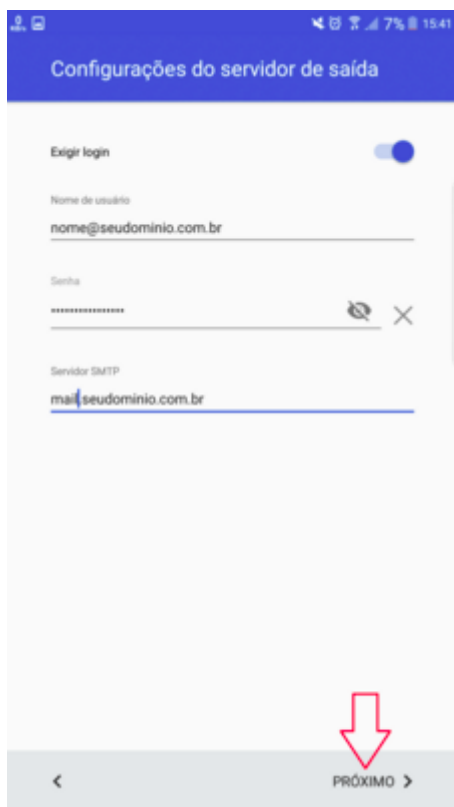 7% 15:41
Configurações do servidor de saída
Exigir login
Nome de usuário
nome@seudominio.com.br
Senha
Servidor SMTP
mail.seudominio.com.br
PRÓXIMO